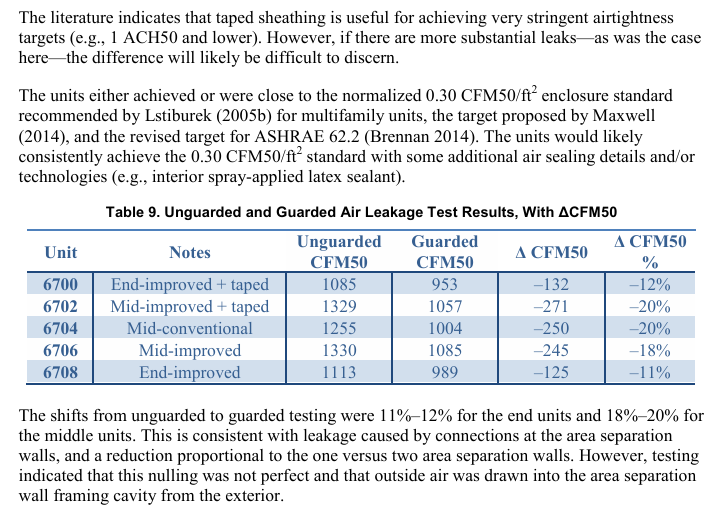 The literature indicates that taped sheathing is useful for achieving very stringent airtightness
targets (e.g., 1 ACH50 and lower). However, if there are more substantial leaks—as was the case
here—the difference will likely be difficult to discern.
The units either achieved or were close to the normalized 0.30 CFM50/ft² enclosure standard
recommended by Lstiburek (2005b) for multifamily units, the target proposed by Maxwell
(2014), and the revised target for ASHRAE 62.2 (Brennan 2014). The units would likely
consistently achieve the 0.30 CFM50/ft² standard with some additional air sealing details and/or
technologies (e.g., interior spray-applied latex sealant).
Table 9. Unguarded and Guarded Air Leakage Test Results, With ΔCFM50
Unit Notes Unguarded CFM50 Guarded CFM50 Δ CFM50 Δ CFM50 %
6700 End-improved + taped 1085 953 –132 –12%
6702 Mid-improved + taped 1329 1057 –271 –20%
6704 Mid-conventional 1255 1004 –250 –20%
6706 Mid-improved 1330 1085 –245 –18%
6708 End-improved 1113 989 –125 –11%
The shifts from unguarded to guarded testing were 11%–12% for the end units and 18%–20% for
the middle units. This is consistent with leakage caused by connections at the area separation
walls, and a reduction proportional to the one versus two area separation walls. However, testing
indicated that this nulling was not perfect and that outside air was drawn into the area separation
wall framing cavity from the exterior.